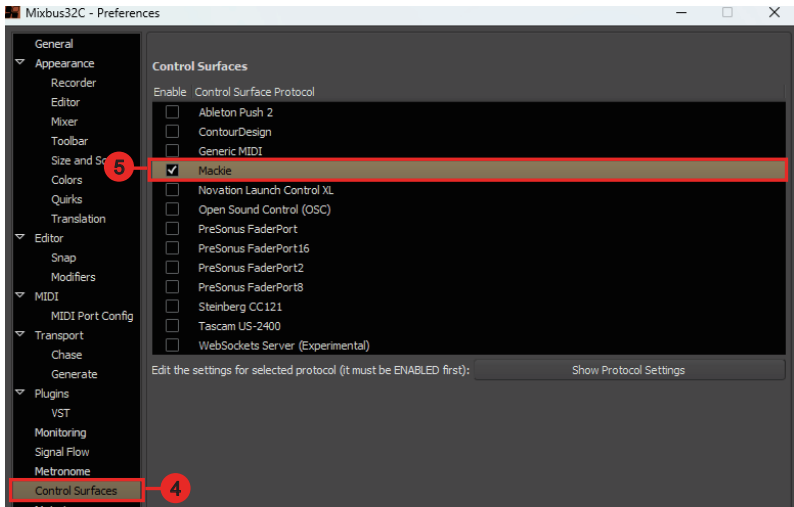 Mixbus32C - Preferences
General
Appearance
Recorder
Editor
Mixer
Toolbar
Size and
Colors
Quirks
Translation
Editor
Snap
Modifiers
MIDI
MIDI Port Config
Transport
Chase
Generate
Plugins
VST
Monitoring
Signal Flow
Metronome
Control Surfaces
4
Control Surfaces
Enable Control Surface Protocol
Ableton Push 2
ContourDesign
Generic MIDI
5
Mackie
Novation Launch Control XL
Open Sound Control (OSC)
PreSonus FaderPort
PreSonus FaderPort16
PreSonus FaderPort2
PreSonus FaderPort8
Steinberg CC121
Tascam US-2400
WebSockets Server (Experimental)
Edit the settings for selected protocol (it must be ENABLED first): Show Protocol Settings